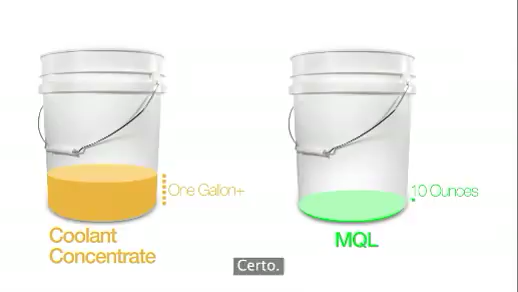 One Gallon+
10 Ounces
Coolant
Concentrate
MQL
Certo.